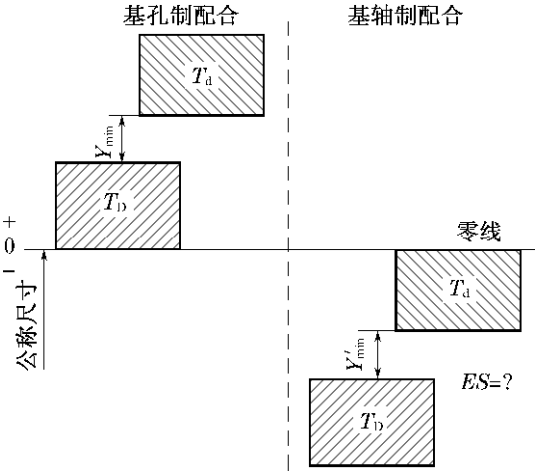 基孔制配合
基轴制配合
T_d
Y_min
T_D
+
0
−
公称尺寸
零线
T_d
Y′_min
ES=?
T_D